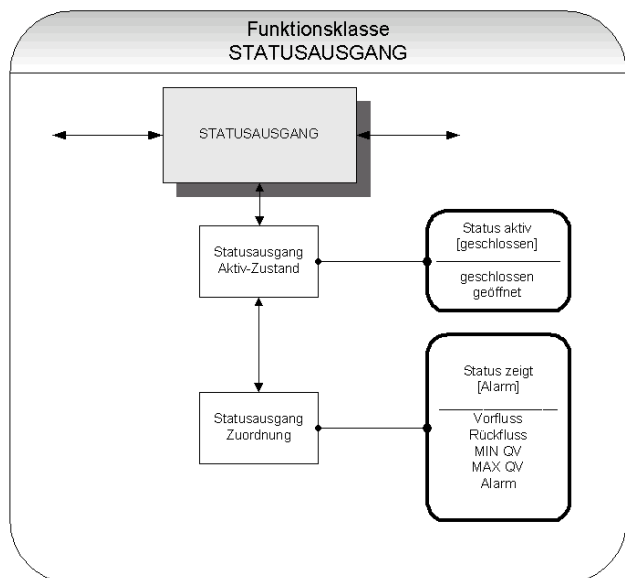 Funktionsklasse
STATUSAUSGANG
STATUSAUSGANG
Statusausgang
Aktiv-Zustand
Status aktiv
[geschlossen]
geschlossen
geöffnet
Statusausgang
Zuordnung
Status zeigt
[Alarm]
Vorfluss
Rückfluss
MIN QV
MAX QV
Alarm